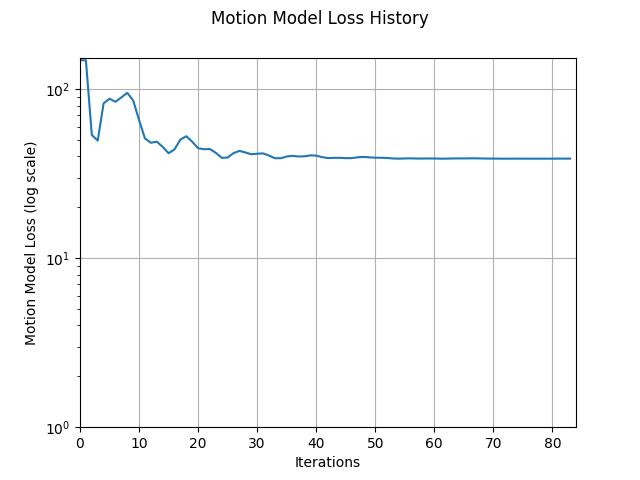 Motion Model Loss History
Motion Model Loss (log scale)
10²
10¹
10⁰
0 10 20 30 40 50 60 70 80
Iterations